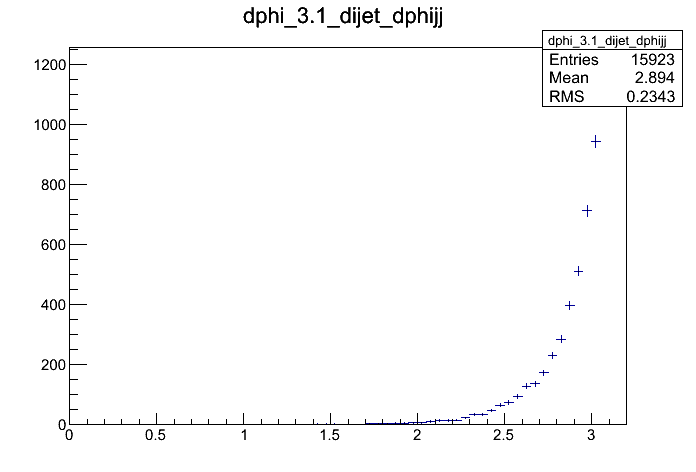 dphi_3.1_dijet_dphijj
dphi_3.1_dijet_dphijj
Entries 15923
Mean 2.894
RMS 0.2343
1200
1000
800
600
400
200
0
0 0.5 1 1.5 2 2.5 3